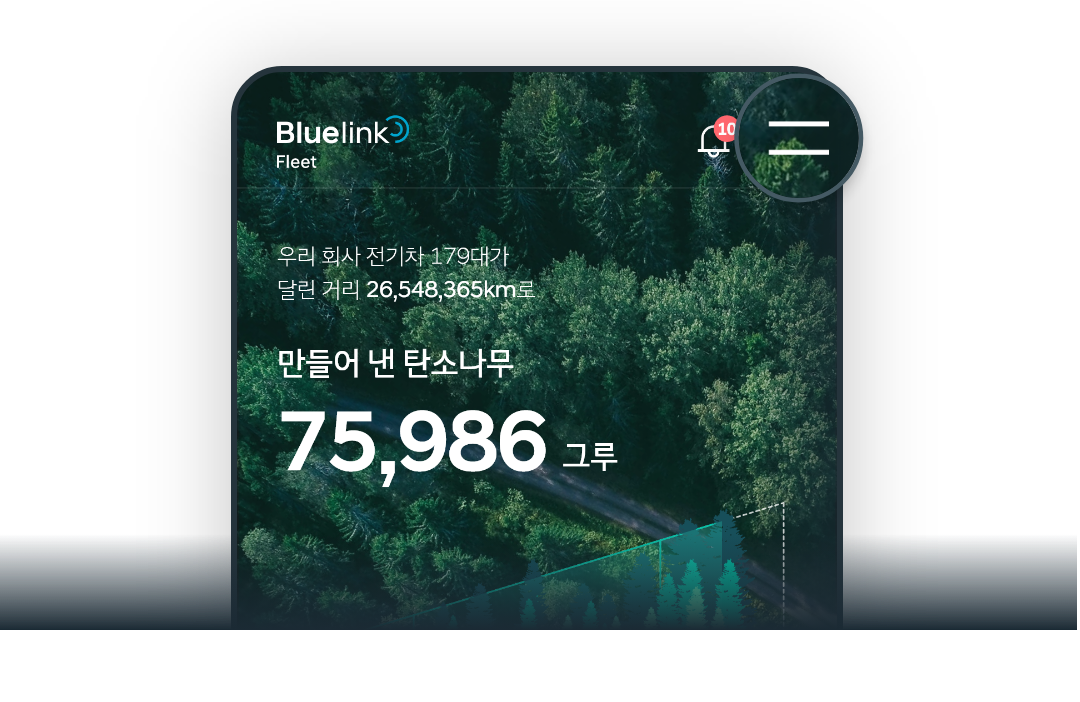 Bluelink
Fleet
10
우리 회사 전기차 179대가
달린 거리 26,548,365km로
만들어 낸 탄소나무
75,986 그루